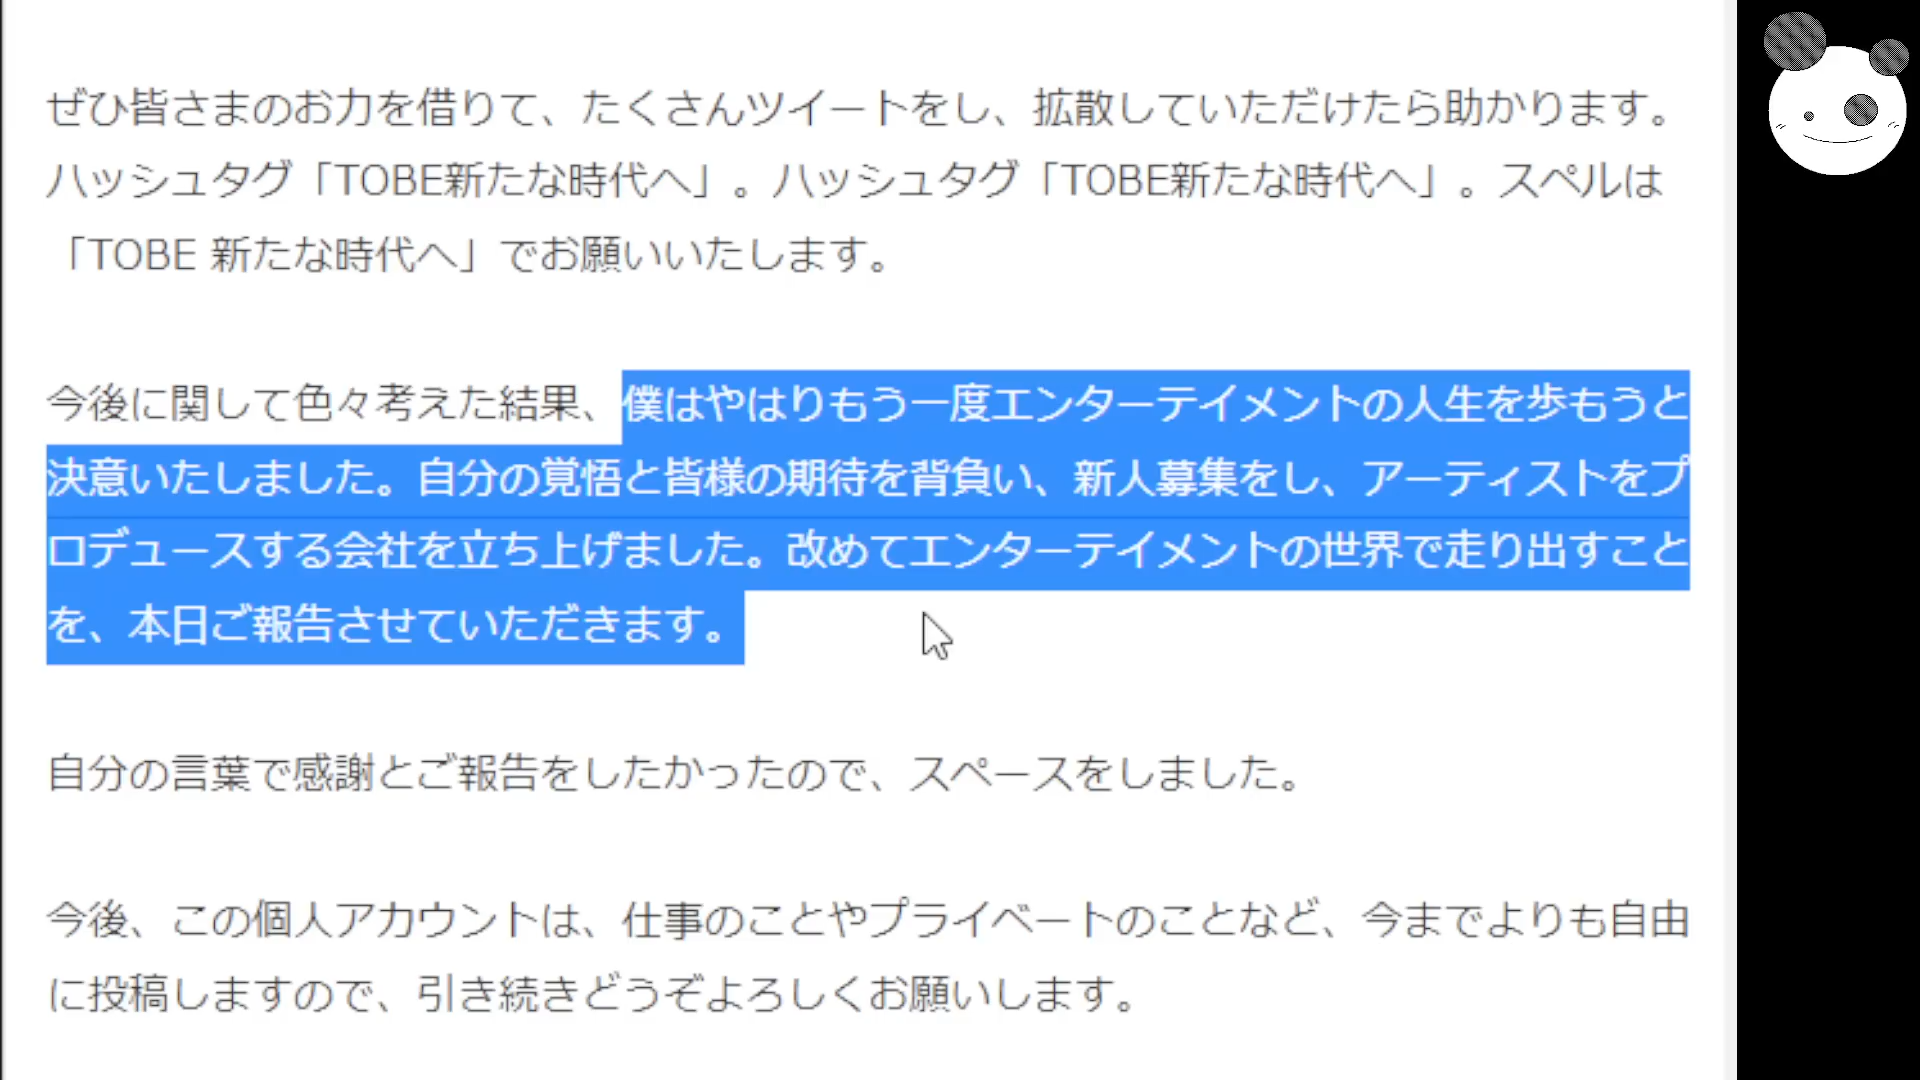 ぜひ皆さまのお力を借りて、たくさんツイートをし、拡散していただけたら助かります。
ハッシュタグ「TOBE新たな時代へ」。ハッシュタグ「TOBE新たな時代へ」。スペルは
「TOBE 新たな時代へ」でお願いいたします。
今後に関して色々考えた結果、僕はやはりもう一度エンターテイメントの人生を歩もうと
決意いたしました。自分の覚悟と皆様の期待を背負い、新人募集をし、アーティストをプ
ロデュースする会社を立ち上げました。改めてエンターテイメントの世界で走り出すこと
を、本日ご報告させていただきます。
自分の言葉で感謝とご報告をしたかったので、スペースをしました。
今後、この個人アカウントは、仕事のことやプライベートのことなど、今までよりも自由
に投稿しますので、引き続きどうぞよろしくお願いします。